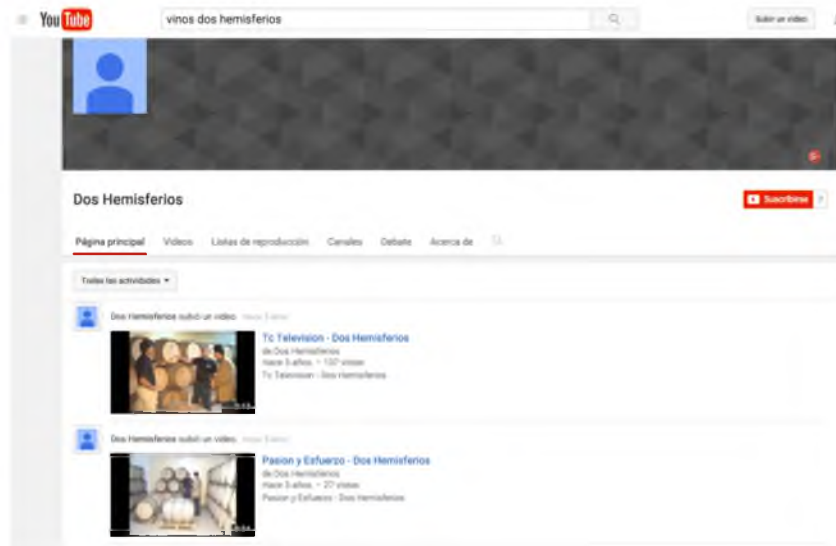 You Tube
vinos dos hemisferios
Subir un video
Dos Hemisferios
Suscribirse
Página principal Videos Listas de reproducción Canales Debate Acerca de
Todas las actividades
Dos Hemisferios subió un video.
Tc Television - Dos Hemisferios
de Dos Hemisferios
Tc Television - Dos Hemisferios
Dos Hemisferios subió un video.
Pasion y Esfuerzo - Dos Hemisferios
de Dos Hemisferios
Pasion y Esfuerzo - Dos Hemisferios